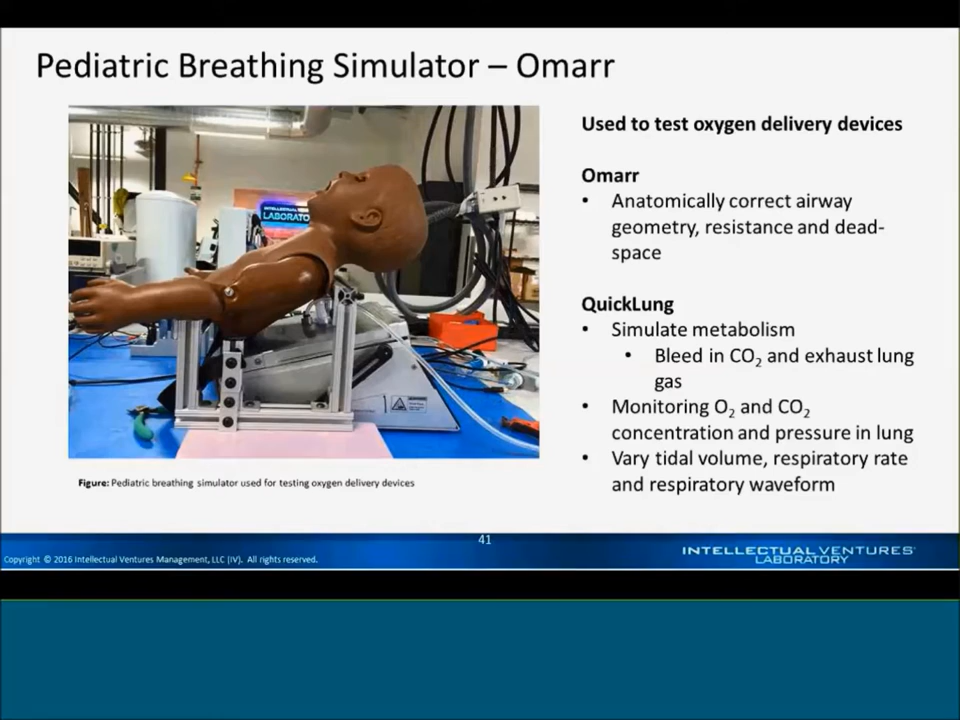 Pediatric Breathing Simulator – Omarr
INTELLECTUAL
LABORATO
Figure: Pediatric breathing simulator used for testing oxygen delivery devices
Used to test oxygen delivery devices
Omarr
• Anatomically correct airway
geometry, resistance and dead-
space
QuickLung
• Simulate metabolism
• Bleed in CO₂ and exhaust lung
gas
• Monitoring O₂ and CO₂
concentration and pressure in lung
• Vary tidal volume, respiratory rate
and respiratory waveform
41
Copyright © 2016 Intellectual Ventures Management, LLC (IV). All rights reserved.
INTELLECTUAL VENTURES®
LABORATORY